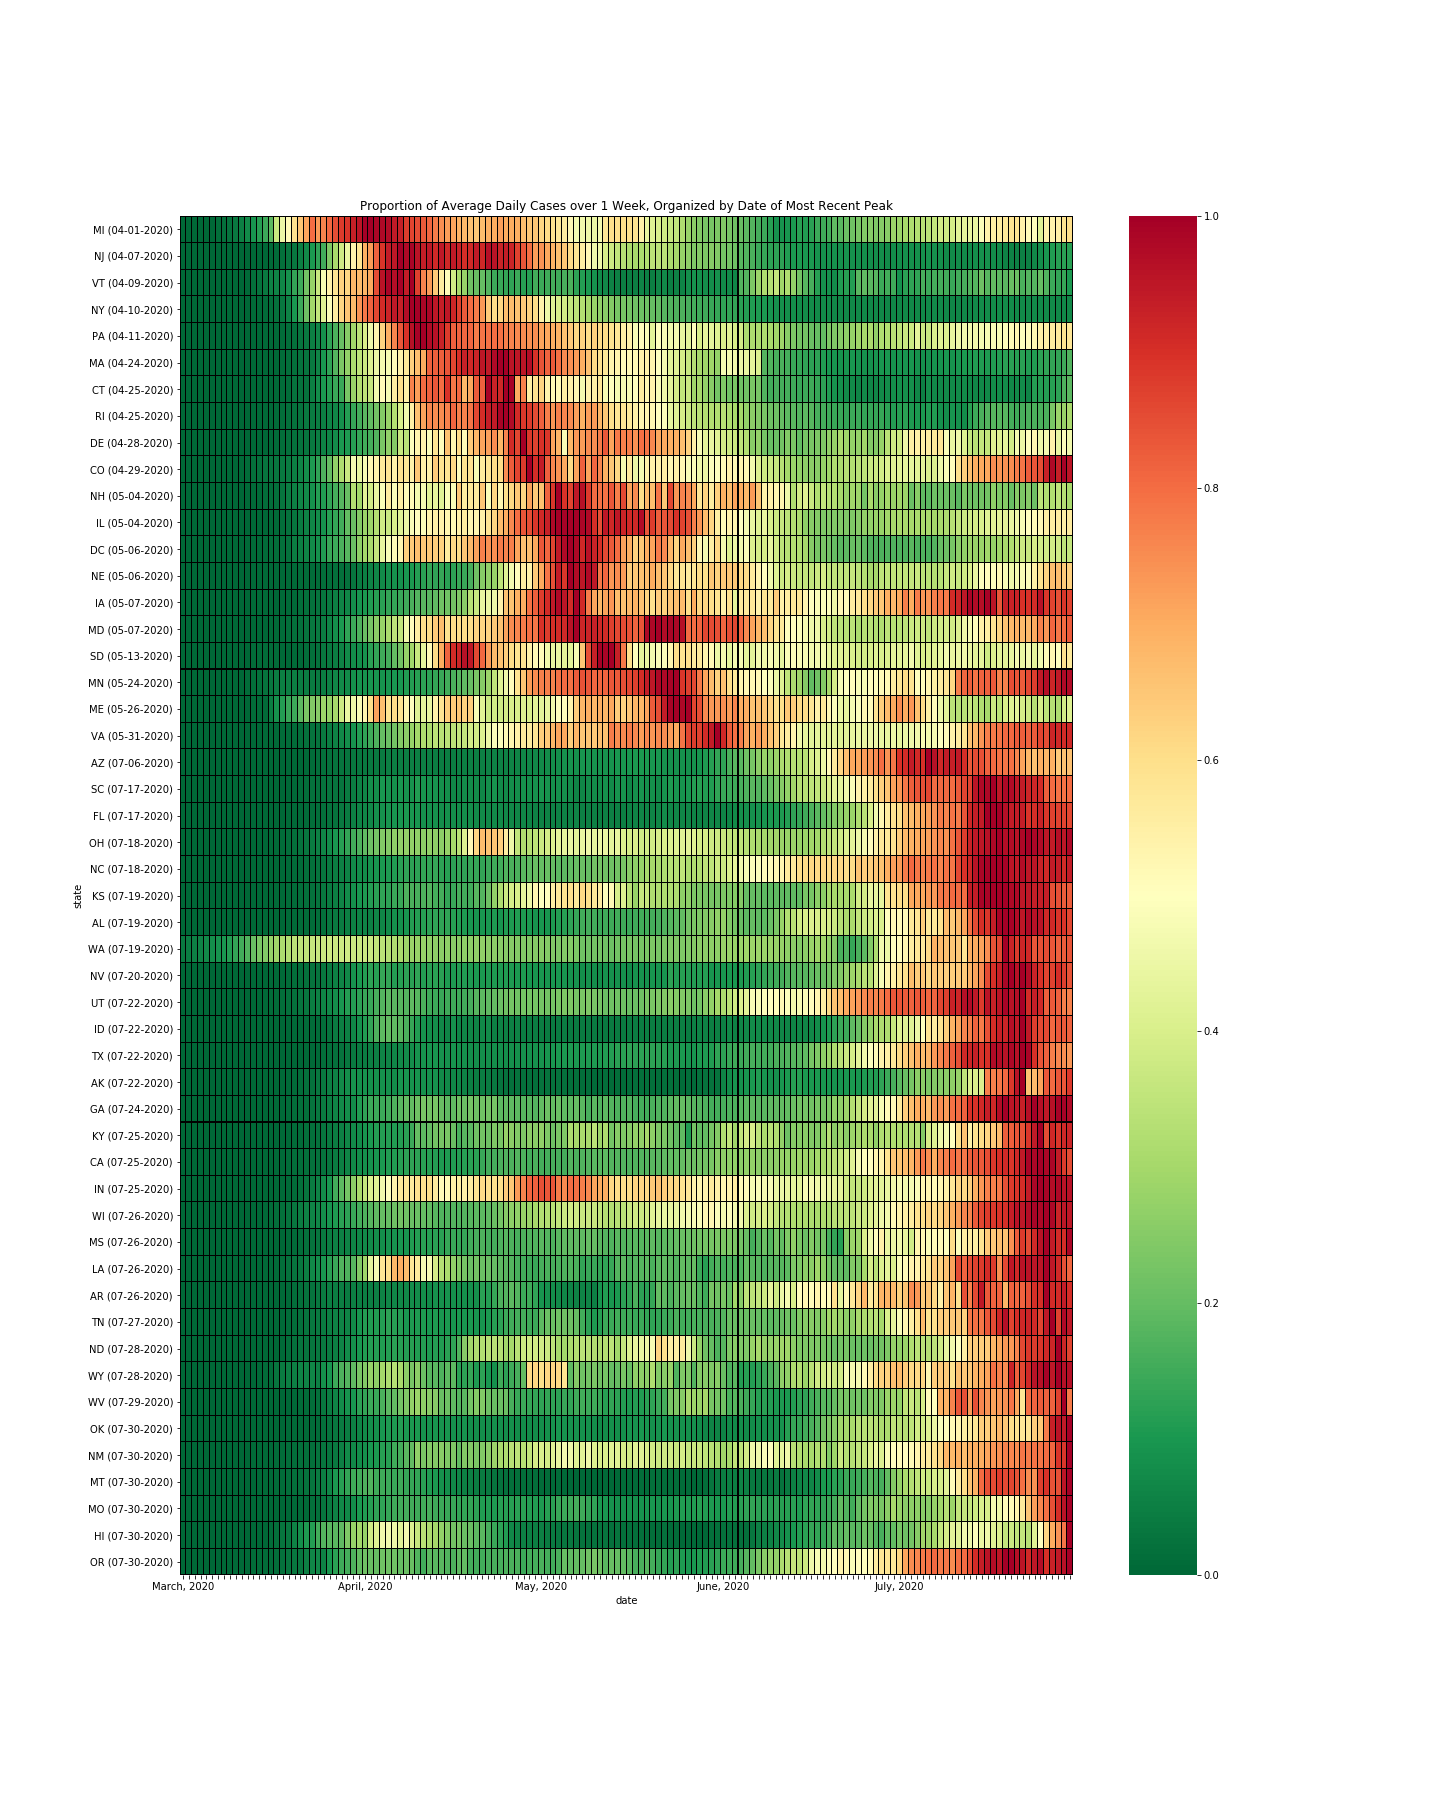 Proportion of Average Daily Cases over 1 Week, Organized by Date of Most Recent Peak
MI (04-01-2020)
NJ (04-07-2020)
VT (04-09-2020)
NY (04-10-2020)
PA (04-11-2020)
MA (04-24-2020)
CT (04-25-2020)
RI (04-25-2020)
DE (04-28-2020)
CO (04-29-2020)
NH (05-04-2020)
IL (05-04-2020)
DC (05-06-2020)
NE (05-06-2020)
IA (05-07-2020)
MD (05-07-2020)
SD (05-13-2020)
MN (05-24-2020)
ME (05-26-2020)
VA (05-31-2020)
AZ (07-06-2020)
SC (07-17-2020)
FL (07-17-2020)
OH (07-18-2020)
NC (07-18-2020)
KS (07-19-2020)
AL (07-19-2020)
WA (07-19-2020)
NV (07-20-2020)
UT (07-22-2020)
ID (07-22-2020)
TX (07-22-2020)
AK (07-22-2020)
GA (07-24-2020)
KY (07-25-2020)
CA (07-25-2020)
IN (07-25-2020)
WI (07-26-2020)
MS (07-26-2020)
LA (07-26-2020)
AR (07-26-2020)
TN (07-27-2020)
ND (07-28-2020)
WY (07-28-2020)
WV (07-29-2020)
OK (07-30-2020)
NM (07-30-2020)
MT (07-30-2020)
MO (07-30-2020)
HI (07-30-2020)
OR (07-30-2020)
state
March, 2020
April, 2020
May, 2020
June, 2020
July, 2020
date
1.0
0.8
0.6
0.4
0.2
0.0